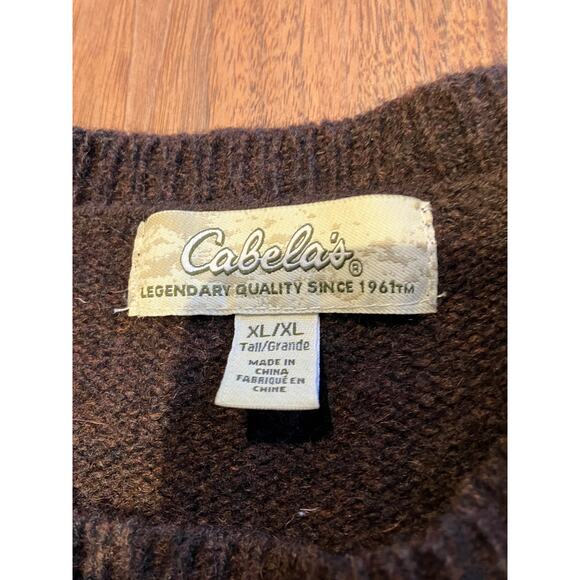 Cabela's®
LEGENDARY QUALITY SINCE 1961™
XL/XL
Tall/Grande
MADE IN
CHINA
FABRIQUÉ EN
CHINE